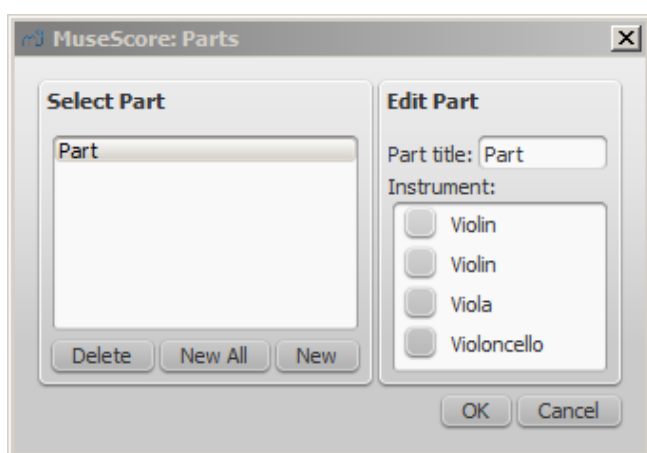 MuseScore: Parts
Select Part
Part
Delete New All New
Edit Part
Part title: Part
Instrument:
Violin
Violin
Viola
Violoncello
OK Cancel